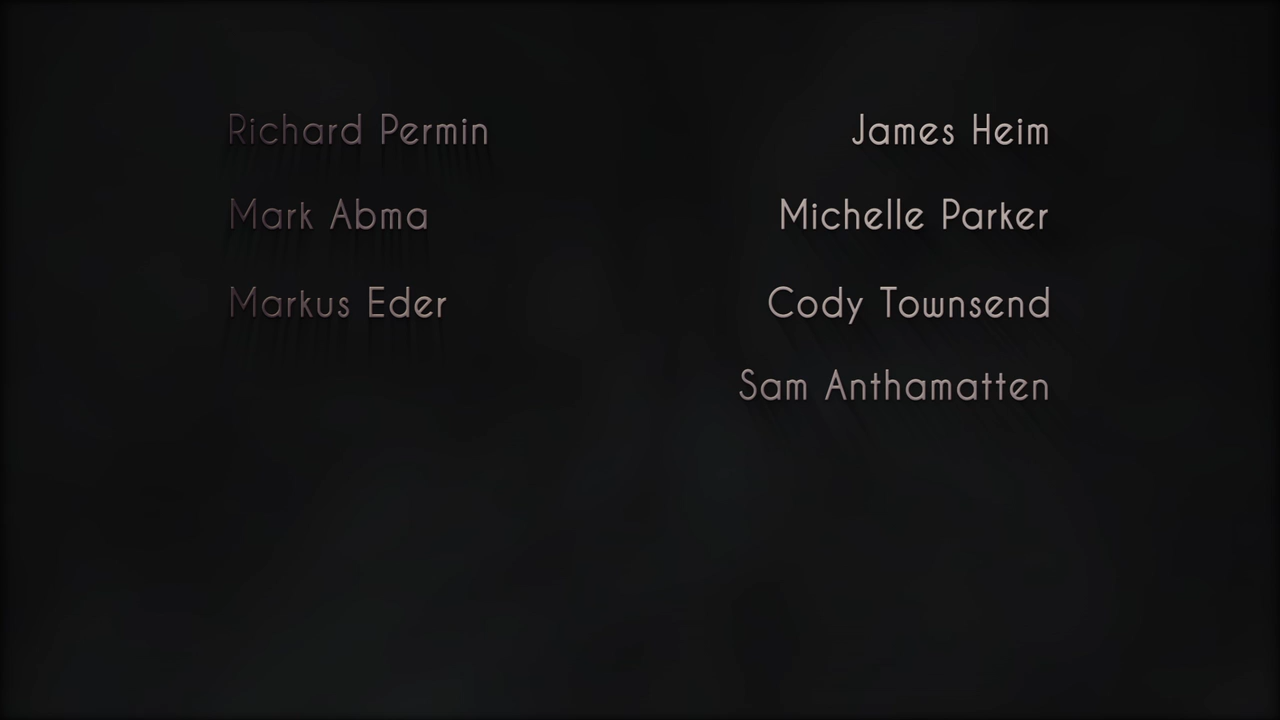 Richard Permin
Mark Abma
Markus Eder
James Heim
Michelle Parker
Cody Townsend
Sam Anthamatten